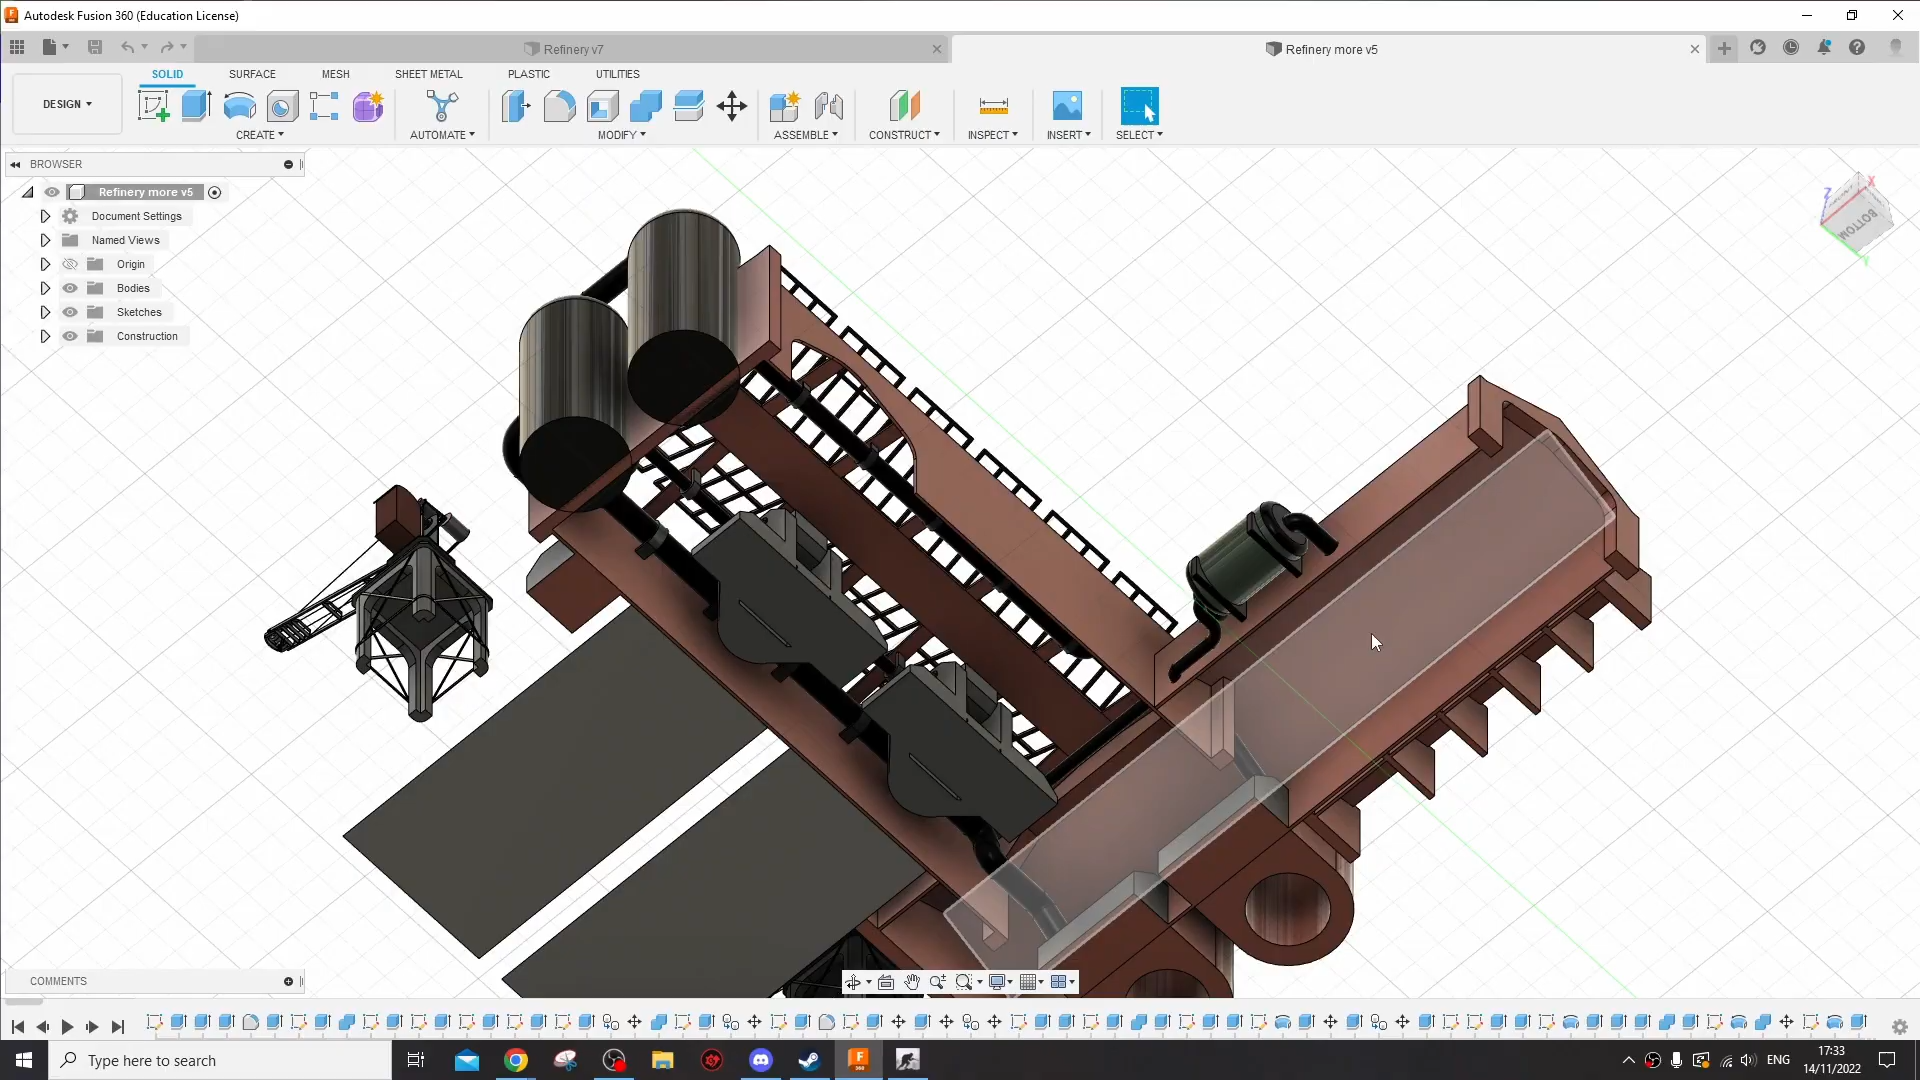 Autodesk Fusion 360 (Education License)
Refinery v7
Refinery more v5
DESIGN
SOLID
SURFACE
MESH
SHEET METAL
PLASTIC
UTILITIES
CREATE
AUTOMATE
MODIFY
ASSEMBLE
CONSTRUCT
INSPECT
INSERT
SELECT
BROWSER
Refinery more v5
Document Settings
Named Views
Origin
Bodies
Sketches
Construction
Z
X
BOTTOM
Y
COMMENTS
Type here to search
ENG
17:33
14/11/2022